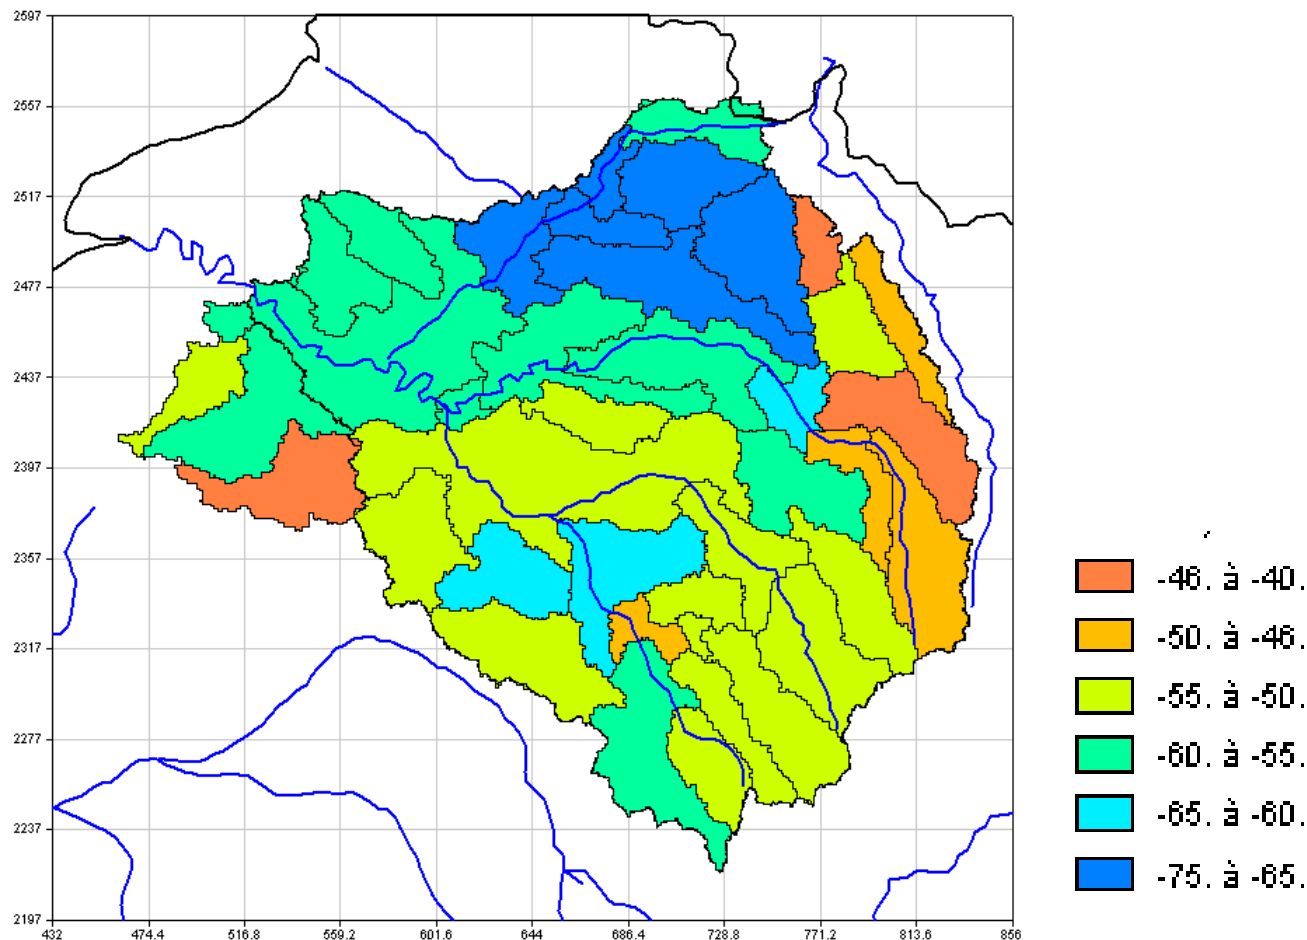 2597
2557
2517
2477
2437
2397
2357
2317
2277
2237
2197
432 474.4 516.8 559.2 601.6 644 686.4 728.8 771.2 813.6 856
-46. à -40.
-50. à -46.
-55. à -50.
-60. à -55.
-65. à -60.
-75. à -65.